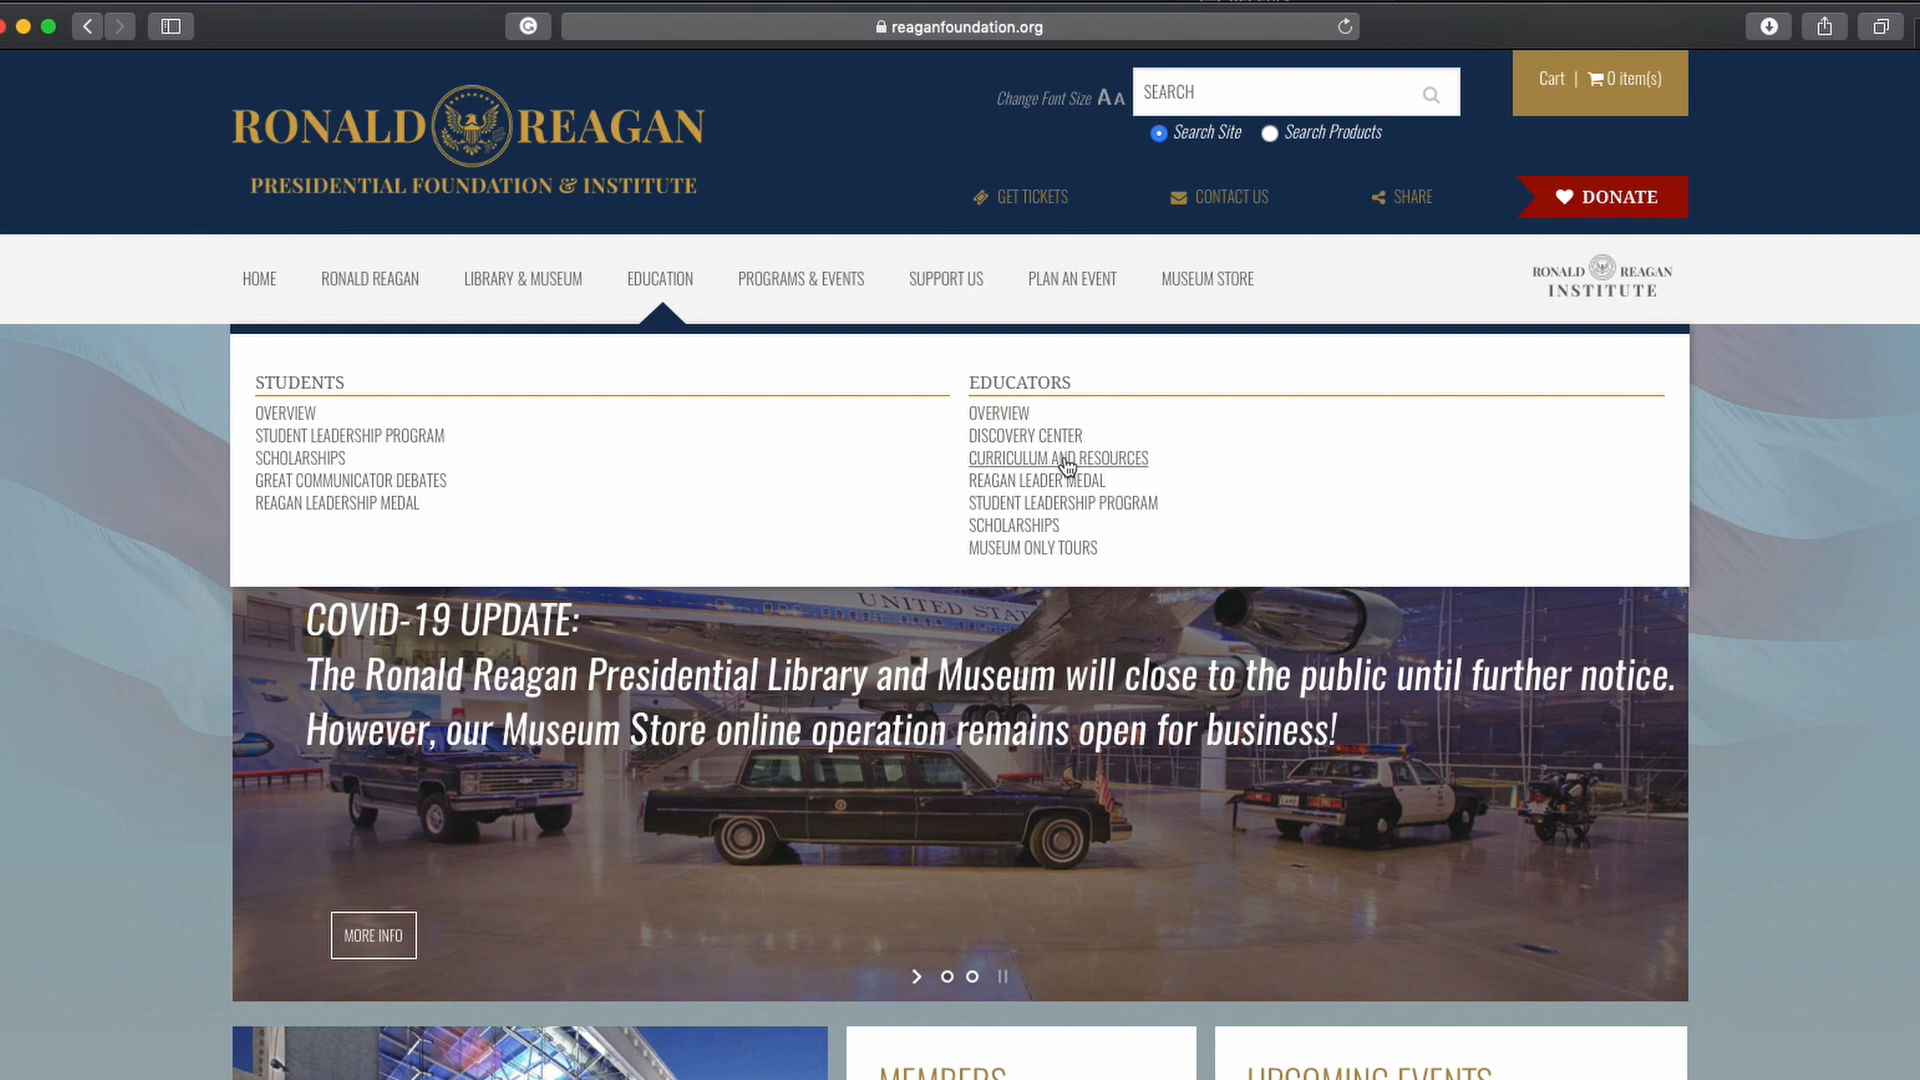 reaganfoundation.org
RONALD REAGAN
PRESIDENTIAL FOUNDATION & INSTITUTE
Change Font Size A A
SEARCH
Search Site Search Products
Cart | 0 item(s)
GET TICKETS
CONTACT US
SHARE
DONATE
HOME
RONALD REAGAN
LIBRARY & MUSEUM
EDUCATION
PROGRAMS & EVENTS
SUPPORT US
PLAN AN EVENT
MUSEUM STORE
RONALD REAGAN
INSTITUTE
STUDENTS
OVERVIEW
STUDENT LEADERSHIP PROGRAM
SCHOLARSHIPS
GREAT COMMUNICATOR DEBATES
REAGAN LEADERSHIP MEDAL
EDUCATORS
OVERVIEW
DISCOVERY CENTER
CURRICULUM AND RESOURCES
REAGAN LEADER MEDAL
STUDENT LEADERSHIP PROGRAM
SCHOLARSHIPS
MUSEUM ONLY TOURS
UNITED STAT
COVID-19 UPDATE:
The Ronald Reagan Presidential Library and Museum will close to the public until further notice.
However, our Museum Store online operation remains open for business!
MORE INFO
MEMBERS
UPCOMING EVENTS